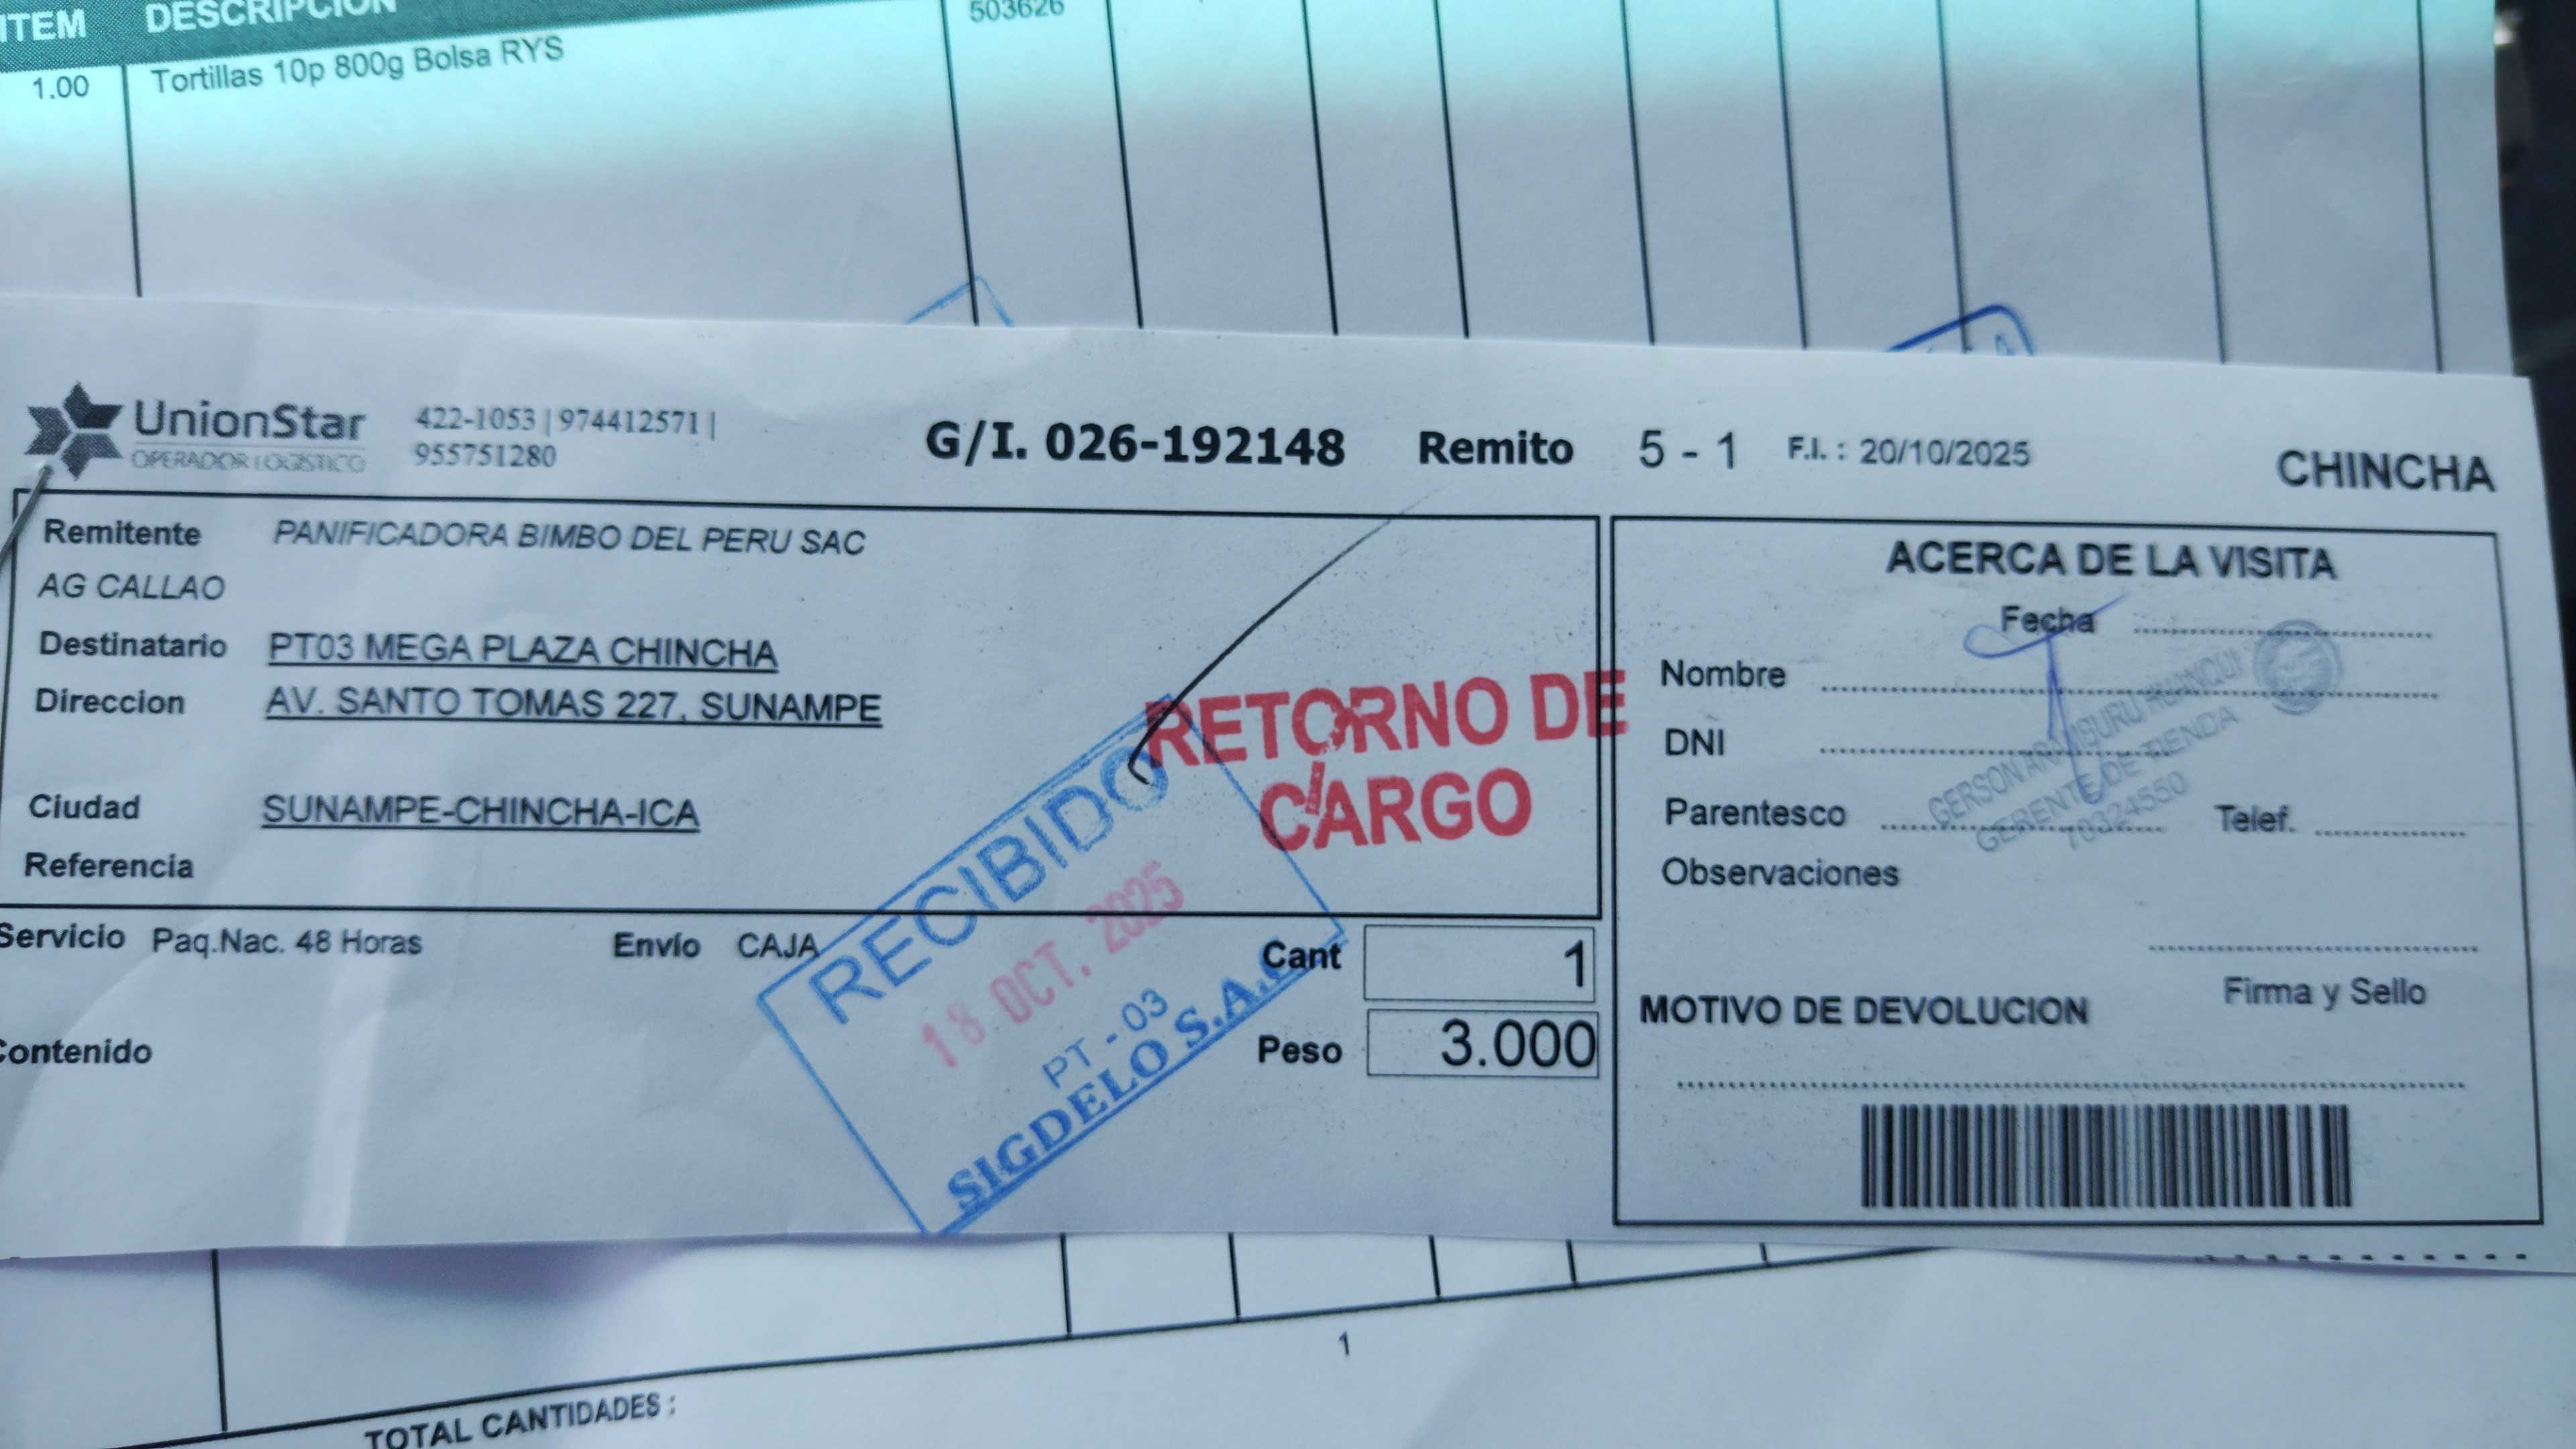 ITEM DESCRIPCION 503626
1.00 Tortillas 10p 800g Bolsa RYS
UnionStar
OPERADOR LOGISTICO
422-1053 | 974412571 |
955751280
G/I. 026-192148 Remito 5 - 1 F.I. : 20/10/2025 CHINCHA
Remitente PANIFICADORA BIMBO DEL PERU SAC
AG CALLAO
Destinatario PT03 MEGA PLAZA CHINCHA
Direccion AV. SANTO TOMAS 227, SUNAMPE
Ciudad SUNAMPE-CHINCHA-ICA
Referencia
RETORNO DE
CARGO
Servicio Paq.Nac. 48 Horas Envío CAJA Cant 1
Contenido Peso 3.000
RECIBIDO
18 OCT. 2025
PT - 03
SIGDELO S.A.C
ACERCA DE LA VISITA
Fecha
Nombre
DNI
Parentesco Telef.
Observaciones
GERSON
GERENTE DE TIENDA
70324550
Firma y Sello
MOTIVO DE DEVOLUCION
1
TOTAL CANTIDADES :